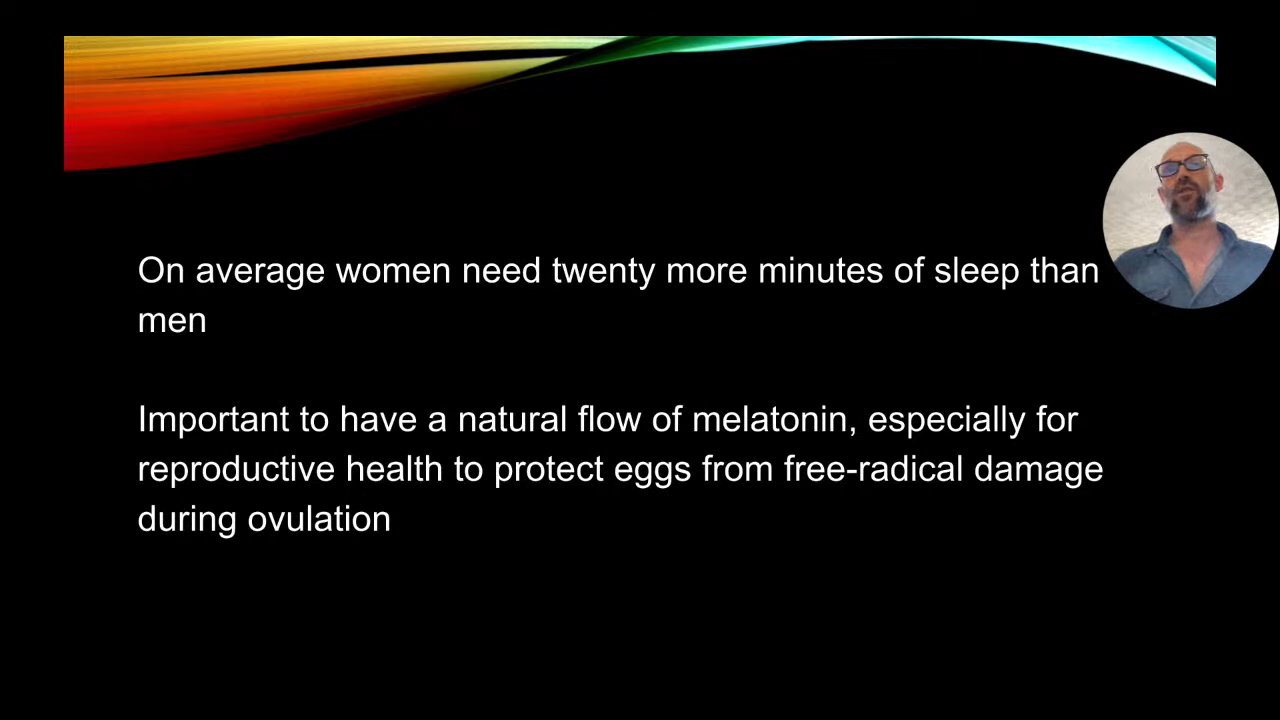 On average women need twenty more minutes of sleep than
men
Important to have a natural flow of melatonin, especially for
reproductive health to protect eggs from free-radical damage
during ovulation